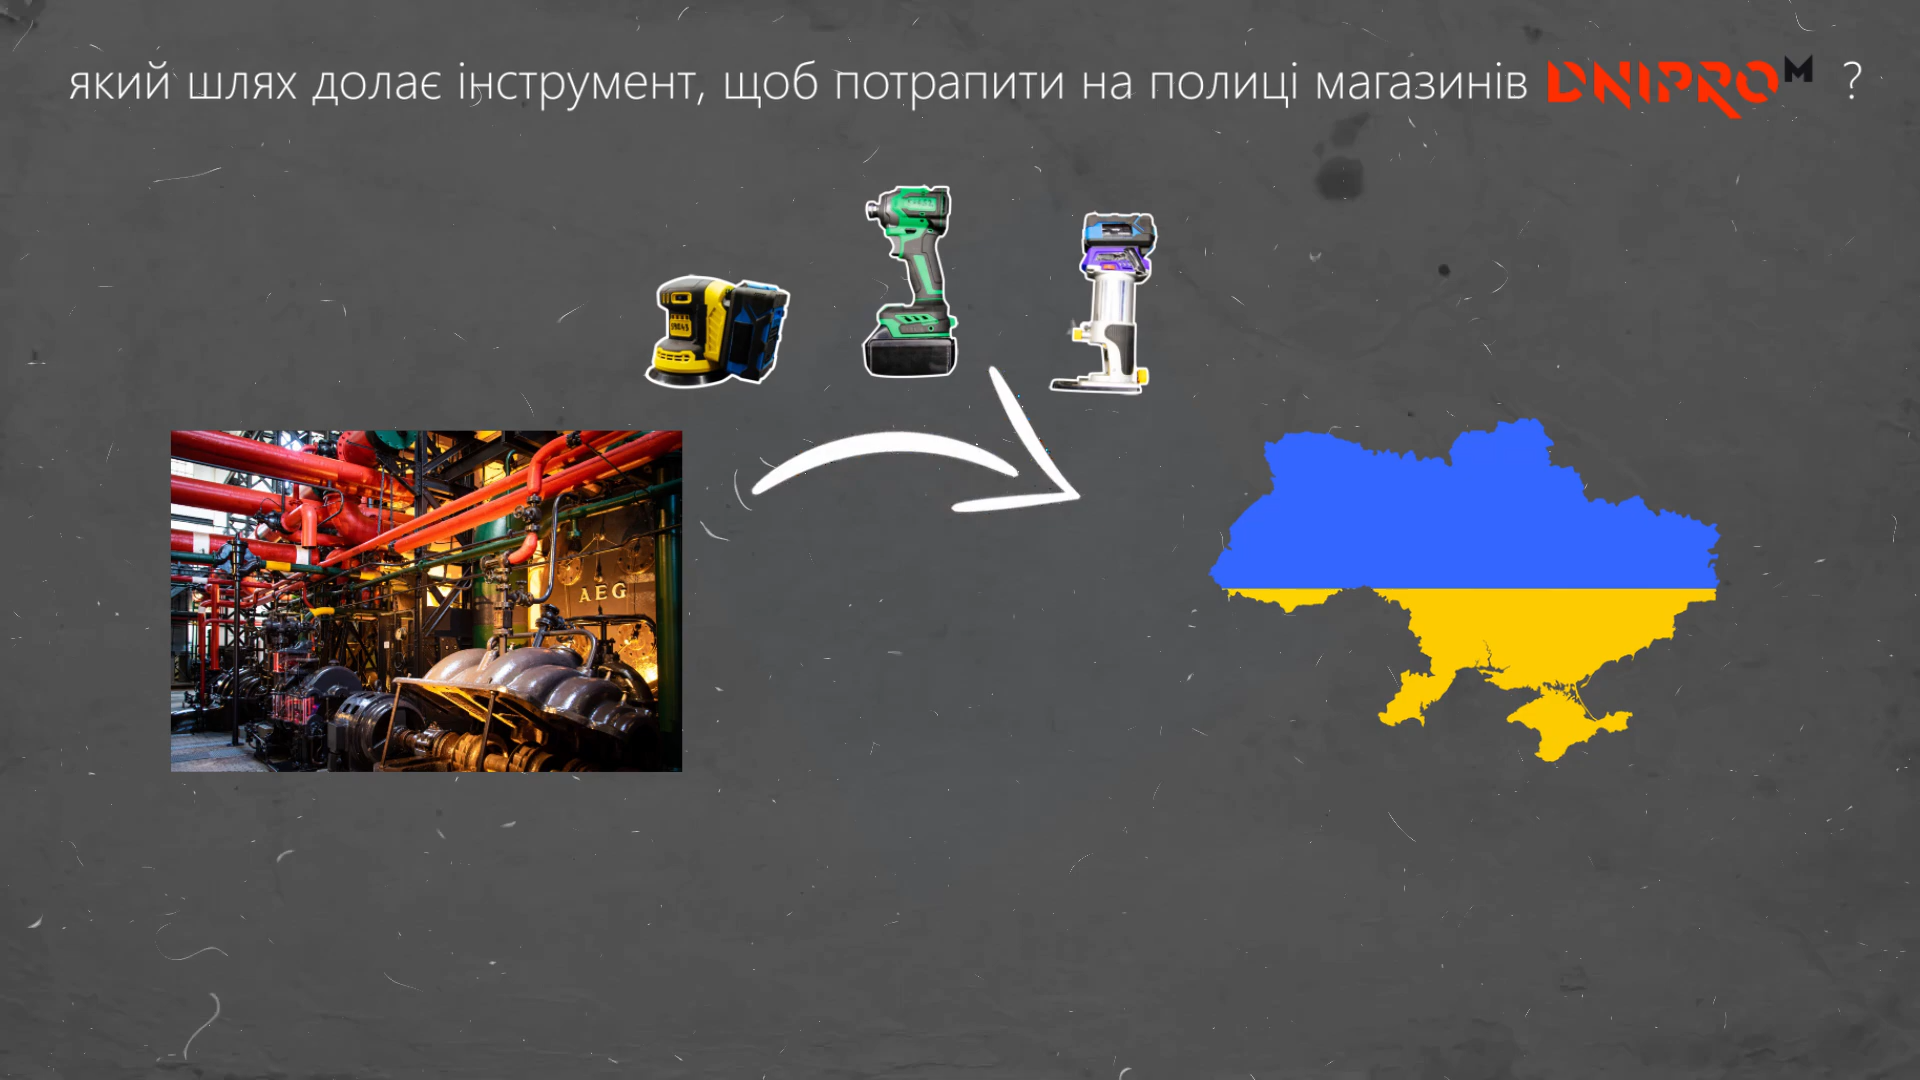 який шлях долає інструмент, щоб потрапити на полиці магазинів DNIPRO M ?
AEG